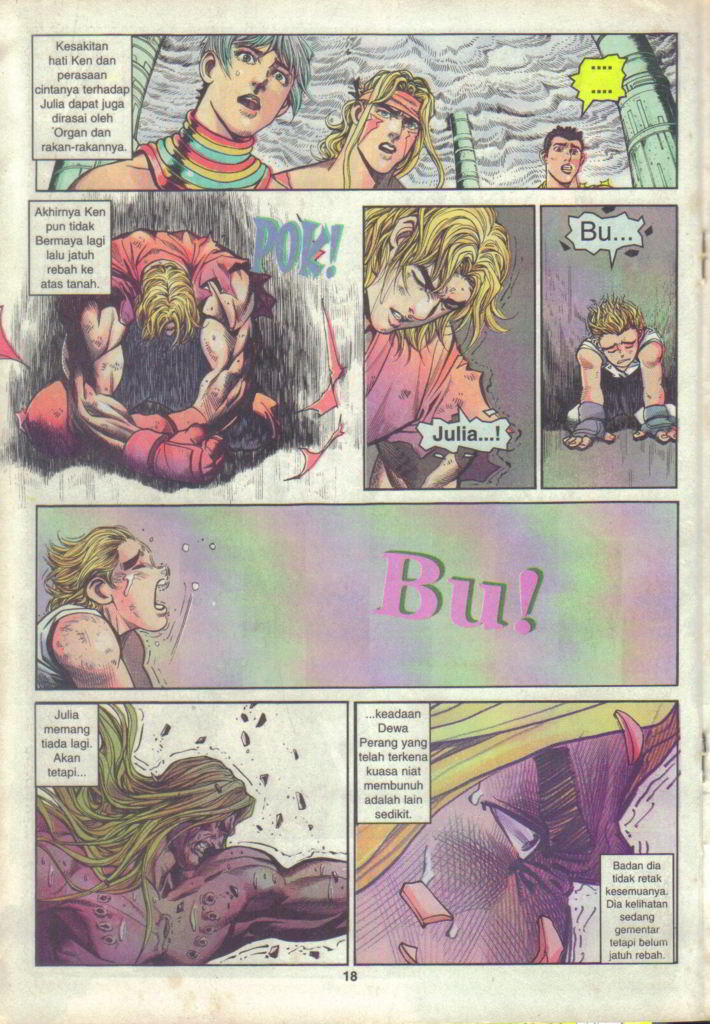 Kesakitan
hati Ken dan
perasaan
cintanya terhadap
Julia dapat juga
dirasai oleh
Organ dan
rakan-rakannya.
....
....
Akhirnya Ken
pun tidak
Bermaya lagi
lalu jatuh
rebah ke
atas tanah.
POK!
Julia...!
Bu...
Bu!
Julia
memang
tiada lagi.
Akan
tetapi...
...keadaan
Dewa
Perang yang
telah terkena
kuasa niat
membunuh
adalah lain
sedikit.
Badan dia
tidak retak
kesemuanya.
Dia kelihatan
sedang
gementar
tetapi belum
jatuh rebah.
18